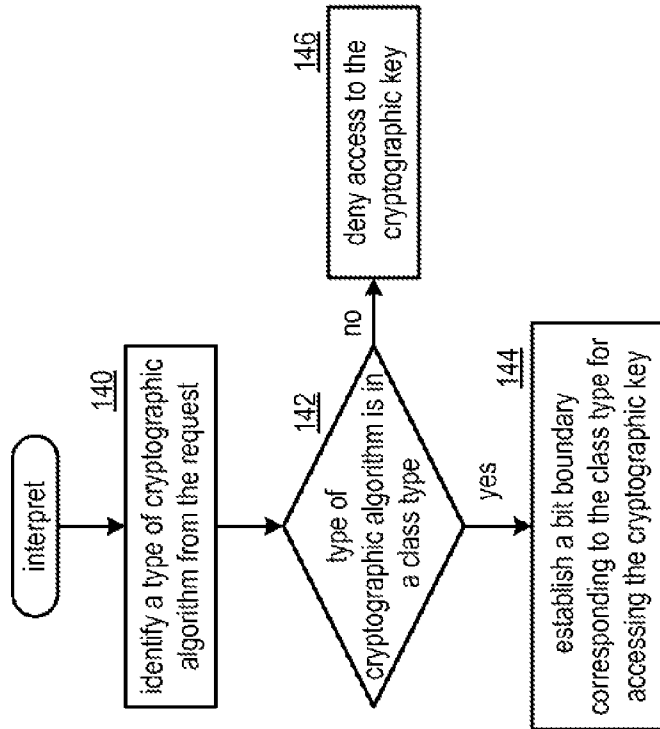 interpret
140
identify a type of cryptographic
algorithm from the request
142
type of
cryptographic algorithm is in
a class type
no
146
deny access to the
cryptographic key
yes
144
establish a bit boundary
corresponding to the class type for
accessing the cryptographic key